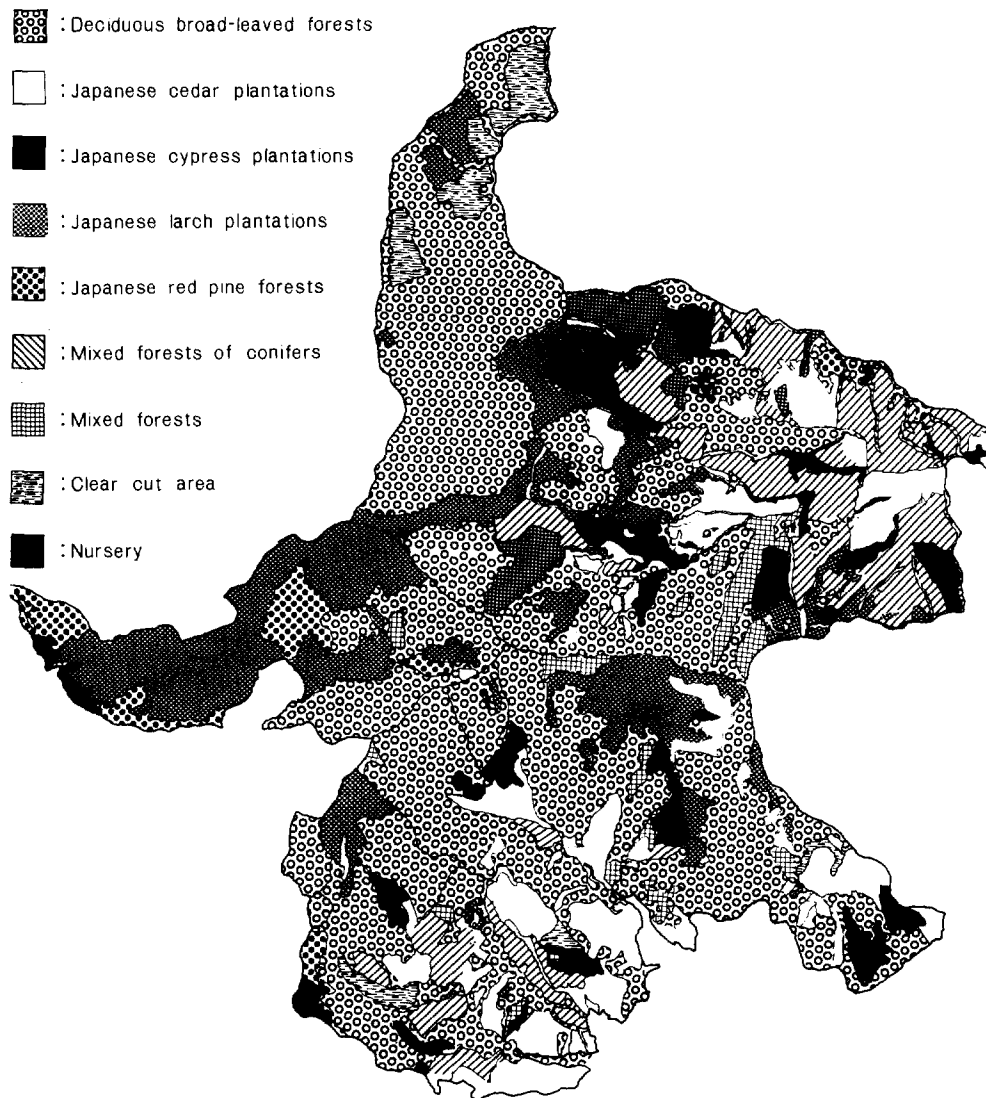 : Deciduous broad-leaved forests
: Japanese cedar plantations
: Japanese cypress plantations
: Japanese larch plantations
: Japanese red pine forests
: Mixed forests of conifers
: Mixed forests
: Clear cut area
: Nursery